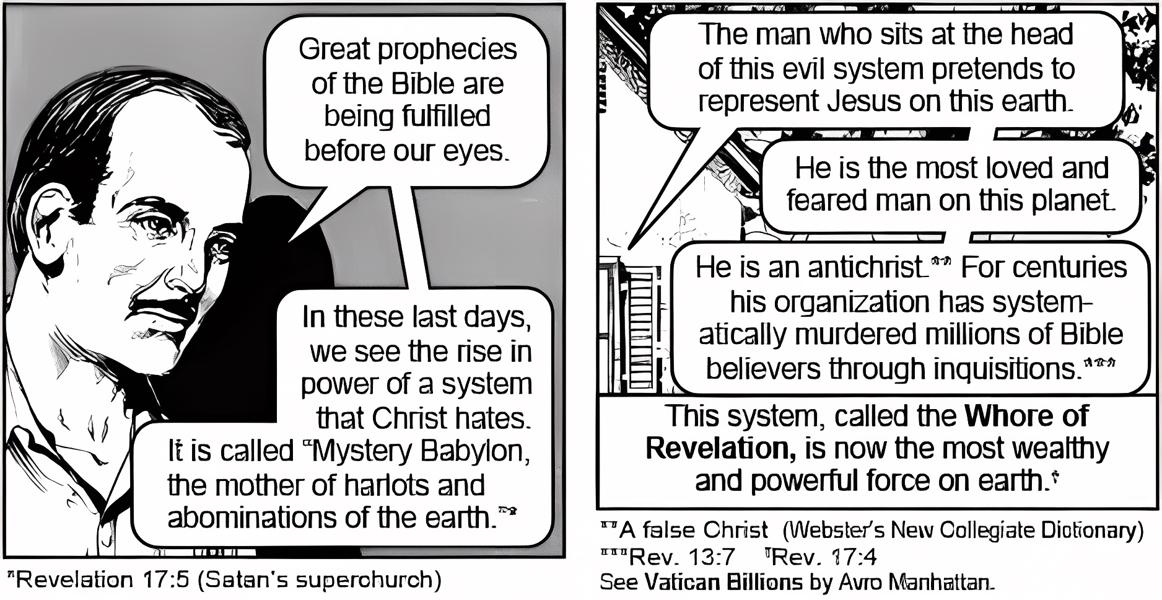 Great prophecies
of the Bible are
being fulfilled
before our eyes.
In these last days,
we see the rise in
power of a system
that Christ hates.
It is called "Mystery Babylon,
the mother of harlots and
abominations of the earth."*
*Revelation 17:5 (Satan's superchurch)
The man who sits at the head
of this evil system pretends to
represent Jesus on this earth.
He is the most loved and
feared man on this planet.
He is an antichrist.** For centuries
his organization has system-
atically murdered millions of Bible
believers through inquisitions.***
This system, called the Whore of
Revelation, is now the most wealthy
and powerful force on earth.†
**A false Christ (Webster's New Collegiate Dictionary)
***Rev. 13:7 †Rev. 17:4
See Vatican Billions by Avro Manhattan.